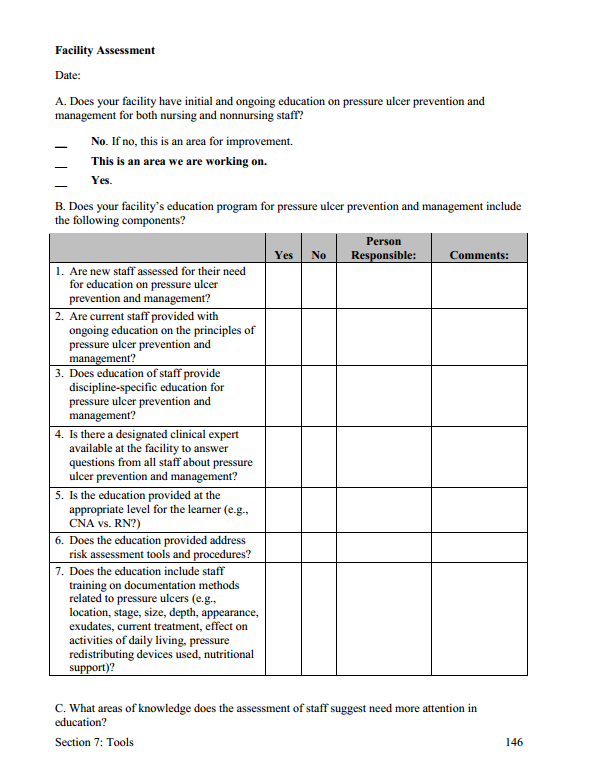 Facility Assessment
Date:
A. Does your facility have initial and ongoing education on pressure ulcer prevention and
management for both nursing and nonnursing staff?
__ No. If no, this is an area for improvement.
__ This is an area we are working on.
__ Yes.
B. Does your facility's education program for pressure ulcer prevention and management include
the following components?
Yes No Person Responsible: Comments:
1. Are new staff assessed for their need
for education on pressure ulcer
prevention and management?
2. Are current staff provided with
ongoing education on the principles of
pressure ulcer prevention and
management?
3. Does education of staff provide
discipline-specific education for
pressure ulcer prevention and
management?
4. Is there a designated clinical expert
available at the facility to answer
questions from all staff about pressure
ulcer prevention and management?
5. Is the education provided at the
appropriate level for the learner (e.g.,
CNA vs. RN?)
6. Does the education provided address
risk assessment tools and procedures?
7. Does the education include staff
training on documentation methods
related to pressure ulcers (e.g.,
location, stage, size, depth, appearance,
exudates, current treatment, effect on
activities of daily living, pressure
redistributing devices used, nutritional
support)?
C. What areas of knowledge does the assessment of staff suggest need more attention in
education?
Section 7: Tools 146